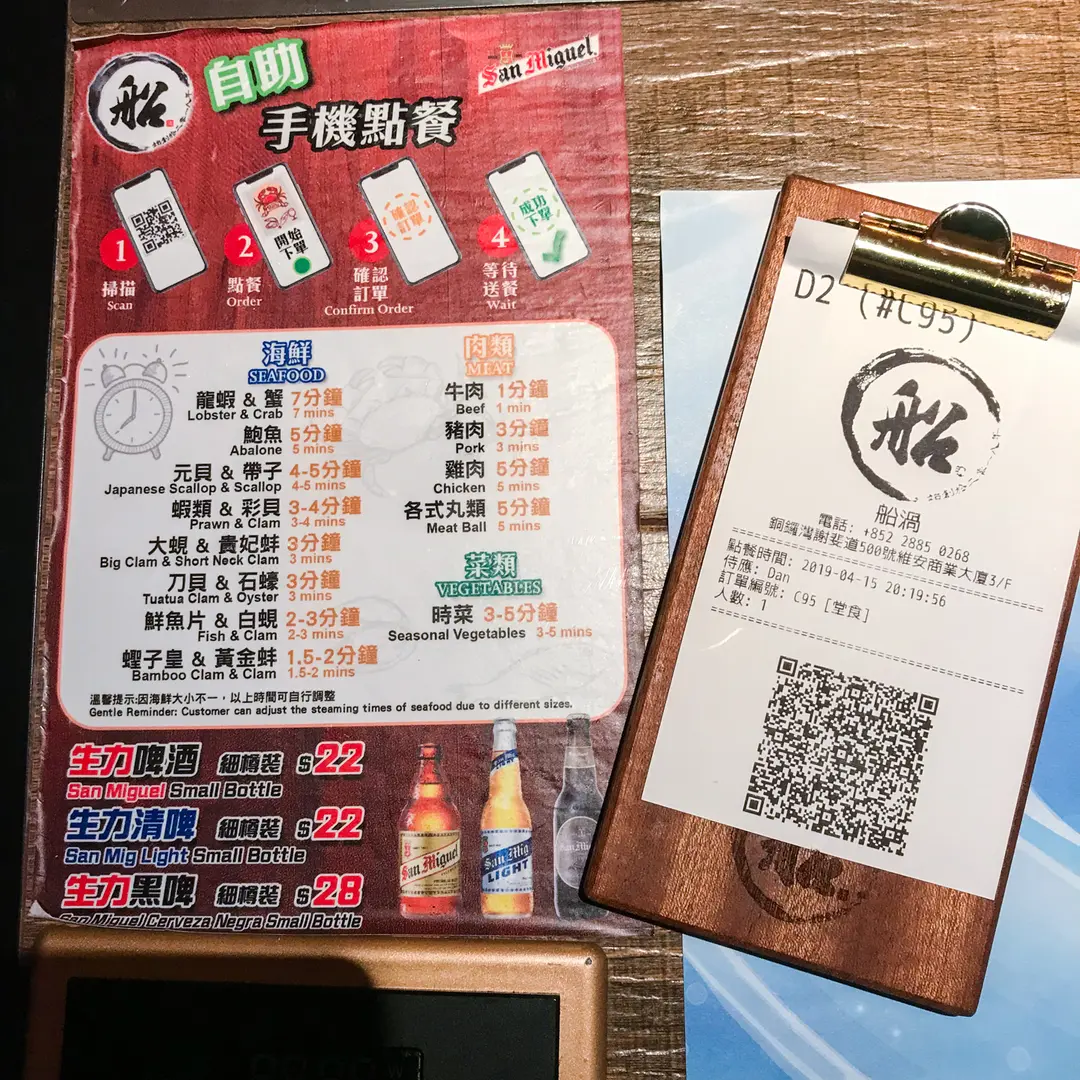 船
自助
手機點餐
San Miguel
開始
下單
確認
訂單
成功
下單
1
掃描
Scan
2
點餐
Order
3
確認
訂單
Confirm Order
4
等待
送餐
Wait
海鮮
SEAFOOD
龍蝦 & 蟹 7分鐘
Lobster & Crab 7 mins
鮑魚 5分鐘
Abalone 5 mins
元貝 & 帶子 4-5分鐘
Japanese Scallop & Scallop 4-5 mins
蝦類 & 彩貝 3-4分鐘
Prawn & Clam 3-4 mins
大蜆 & 貴妃蚌 3分鐘
Big Clam & Short Neck Clam 3 mins
刀貝 & 石蠔 3分鐘
Tuatua Clam & Oyster 3 mins
鮮魚片 & 白蜆 2-3分鐘
Fish & Clam 2-3 mins
蟶子皇 & 黃金蚌 1.5-2分鐘
Bamboo Clam & Clam 1.5-2 mins
肉類
MEAT
牛肉 1分鐘
Beef 1 min
豬肉 3分鐘
Pork 3 mins
雞肉 5分鐘
Chicken 5 mins
各式丸類 5分鐘
Meat Ball 5 mins
菜類
VEGETABLES
時菜 3-5分鐘
Seasonal Vegetables 3-5 mins
溫馨提示:因海鮮大小不一，以上時間可自行調整
Gentle Reminder: Customer can adjust the steaming times of seafood due to different sizes.
生力啤酒 細樽裝 $22
San Miguel Small Bottle
生力清啤 細樽裝 $22
San Mig Light Small Bottle
生力黑啤 細樽裝 $28
San Miguel Cerveza Negra Small Bottle
San Miguel
San Mig
LIGHT
D2 (#C95)
船
船渦
電話: +852 2885 0268
銅鑼灣謝斐道500號維安商業大廈3/F
點餐時間: 2019-04-15 20:19:56
侍應: Dan
訂單編號: C95 [堂食]
人數: 1